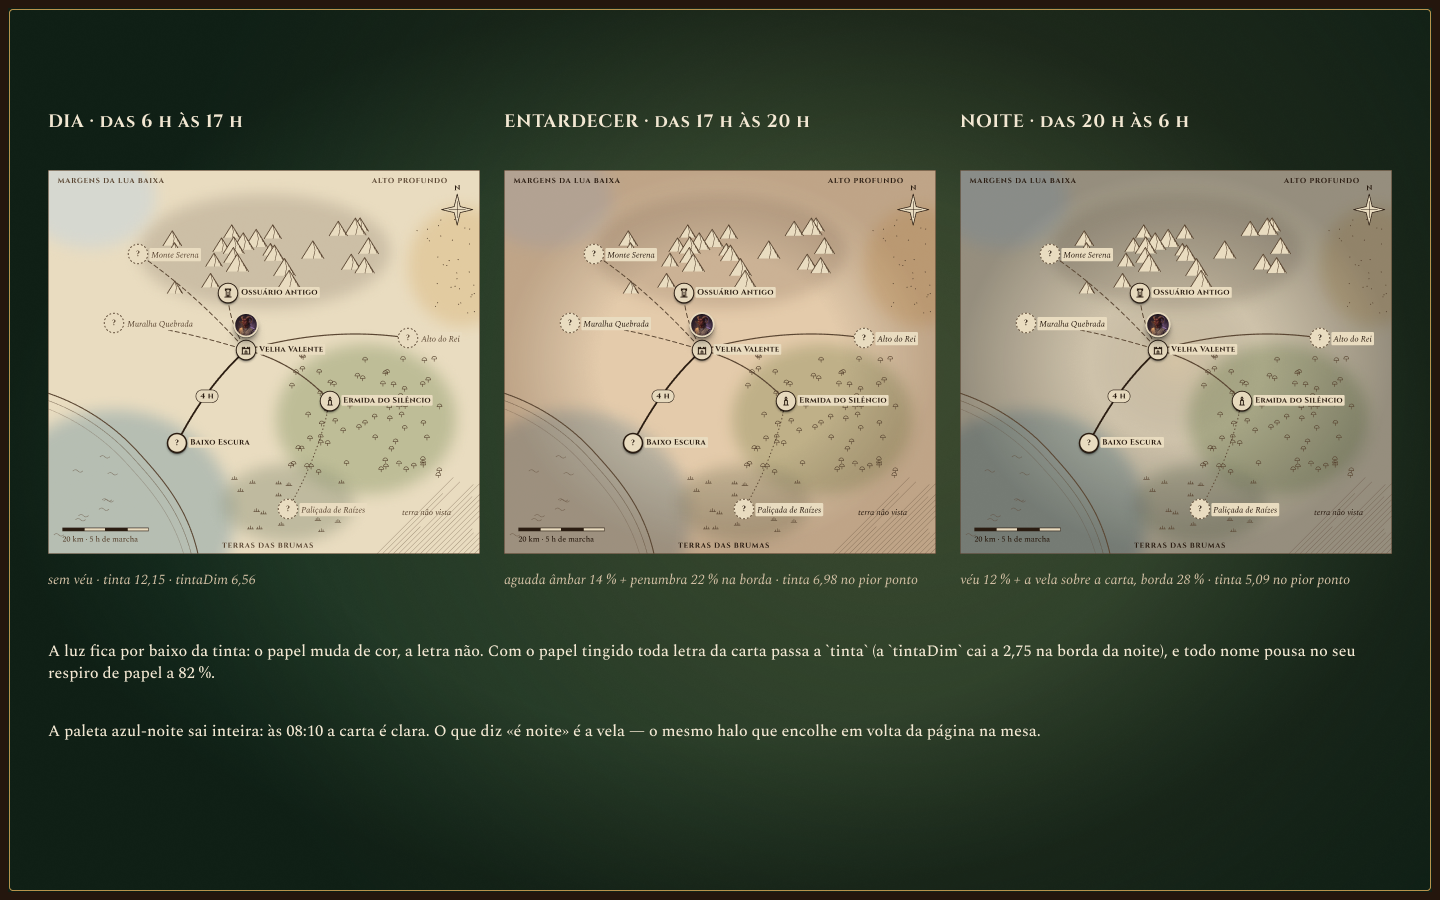 DIA · DAS 6 H ÀS 17 H
ENTARDECER · DAS 17 H ÀS 20 H
NOITE · DAS 20 H ÀS 6 H
MARGENS DA LUA BAIXA
ALTO PROFUNDO
N
?
Monte Serena
OSSUÁRIO ANTIGO
?
Maralha Quebrada
VELHA VALENTE
?
Alto do Rei
4 H
ERMIDA DO SILÊNCIO
?
BAIXO ESCURA
?
Paliçada de Raízes
terra não vista
20 km · 5 h de marcha
TERRAS DAS BRUMAS
MARGENS DA LUA BAIXA
ALTO PROFUNDO
N
?
Monte Serena
OSSUÁRIO ANTIGO
?
Maralha Quebrada
VELHA VALENTE
?
Alto do Rei
4 H
ERMIDA DO SILÊNCIO
?
BAIXO ESCURA
?
Paliçada de Raízes
terra não vista
20 km · 5 h de marcha
TERRAS DAS BRUMAS
MARGENS DA LUA BAIXA
ALTO PROFUNDO
N
?
Monte Serena
OSSUÁRIO ANTIGO
?
Maralha Quebrada
VELHA VALENTE
?
Alto do Rei
4 H
ERMIDA DO SILÊNCIO
?
BAIXO ESCURA
?
Paliçada de Raízes
terra não vista
20 km · 5 h de marcha
TERRAS DAS BRUMAS
sem véu · tinta 12,15 · tintaDim 6,56
aguada âmbar 14 % + penumbra 22 % na borda · tinta 6,98 no pior ponto
véu 12 % + a vela sobre a carta, borda 28 % · tinta 5,09 no pior ponto
A luz fica por baixo da tinta: o papel muda de cor, a letra não. Com o papel tingido toda letra da carta passa a `tinta` (a `tintaDim` cai a 2,75 na borda da noite), e todo nome pousa no seu
respiro de papel a 82 %.
A paleta azul-noite sai inteira: às 08:10 a carta é clara. O que diz «é noite» é a vela — o mesmo halo que encolhe em volta da página na mesa.